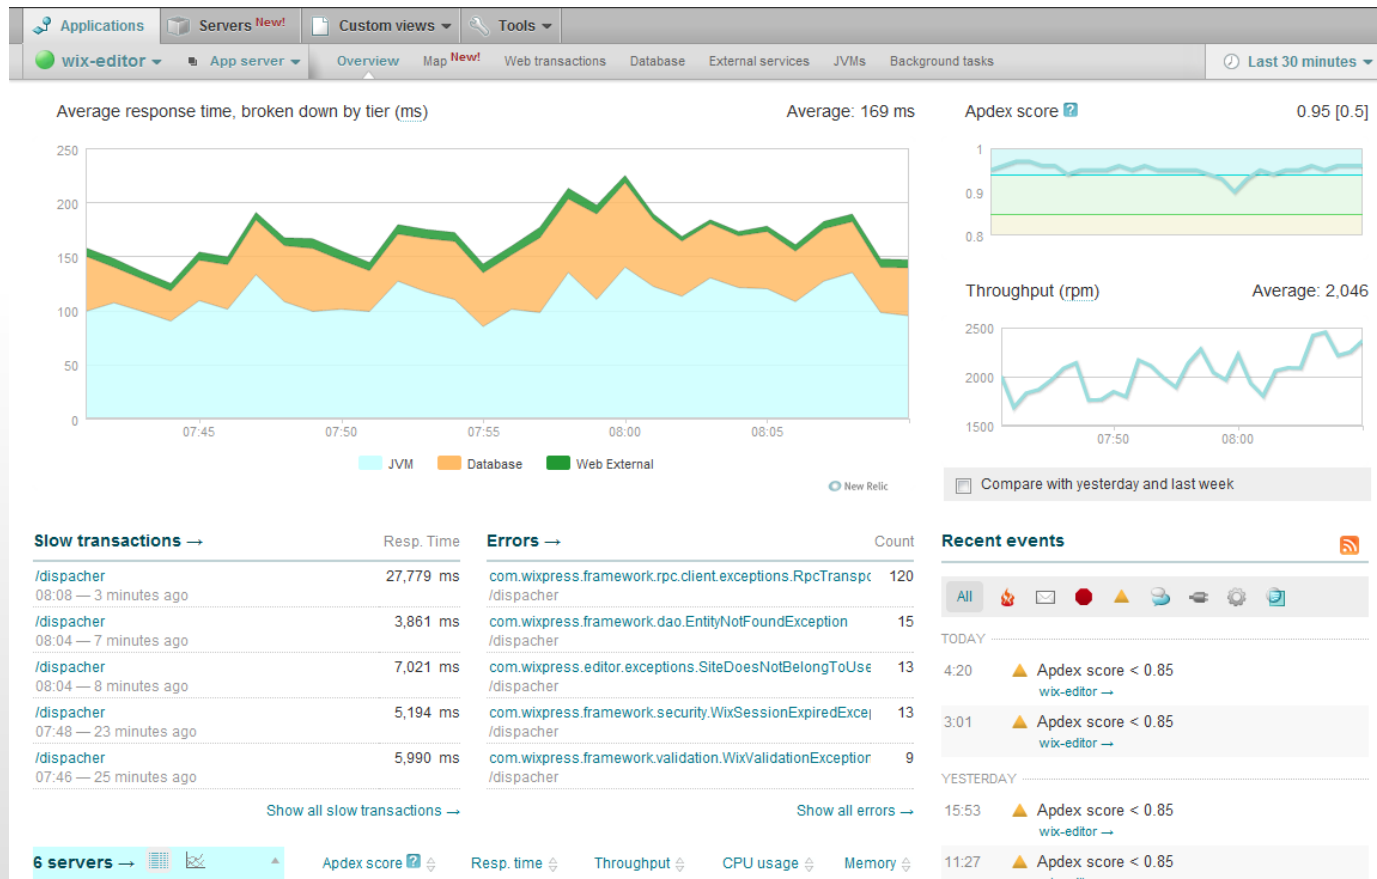 Applications Servers New! Custom views Tools
wix-editor App server Overview Map New! Web transactions Database External services JVMs Background tasks Last 30 minutes
Average response time, broken down by tier (ms) Average: 169 ms
250
200
150
100
50
0
07:45 07:50 07:55 08:00 08:05
JVM Database Web External
New Relic
Apdex score ? 0.95 [0.5]
1
0.9
0.8
Throughput (rpm) Average: 2,046
2500
2000
1500
07:50 08:00
Compare with yesterday and last week
Slow transactions → Resp. Time
/dispacher 27,779 ms
08:08 — 3 minutes ago
/dispacher 3,861 ms
08:04 — 7 minutes ago
/dispacher 7,021 ms
08:04 — 8 minutes ago
/dispacher 5,194 ms
07:48 — 23 minutes ago
/dispacher 5,990 ms
07:46 — 25 minutes ago
Show all slow transactions →
Errors → Count
com.wixpress.framework.rpc.client.exceptions.RpcTranspo 120
/dispacher
com.wixpress.framework.dao.EntityNotFoundException 15
/dispacher
com.wixpress.editor.exceptions.SiteDoesNotBelongToUse 13
/dispacher
com.wixpress.framework.security.WixSessionExpiredExce 13
/dispacher
com.wixpress.framework.validation.WixValidationException 9
/dispacher
Show all errors →
Recent events
All
TODAY
4:20 Apdex score < 0.85
wix-editor →
3:01 Apdex score < 0.85
wix-editor →
YESTERDAY
15:53 Apdex score < 0.85
wix-editor →
11:27 Apdex score < 0.85
6 servers → Apdex score ? Resp. time Throughput CPU usage Memory